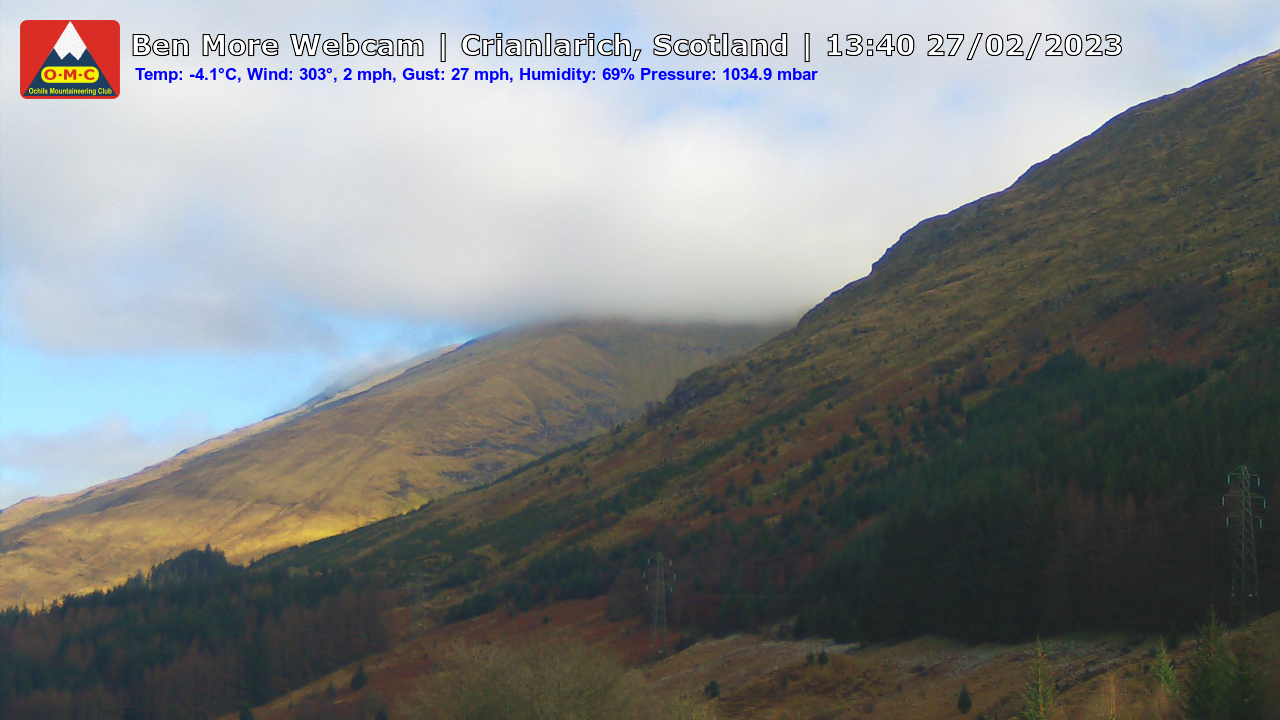 Ben More Webcam | Crianlarich, Scotland | 13:40 27/02/2023
Temp: -4.1°C, Wind: 303°, 2 mph, Gust: 27 mph, Humidity: 69% Pressure: 1034.9 mbar
O·M·C
Ochils Mountaineering Club